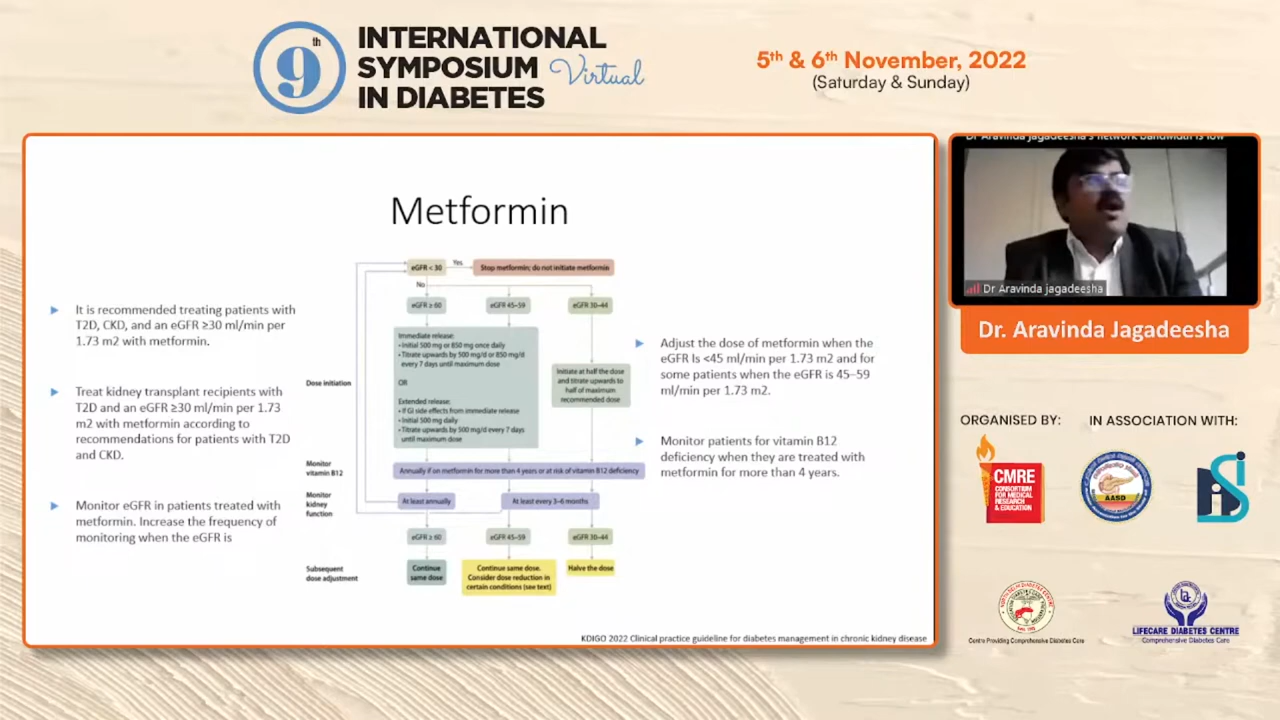 9th
INTERNATIONAL
SYMPOSIUM Virtual
IN DIABETES
5th & 6th November, 2022
(Saturday & Sunday)
Metformin
It is recommended treating patients with
T2D, CKD, and an eGFR ≥30 ml/min per
1.73 m2 with metformin.
Treat kidney transplant recipients with
T2D and an eGFR ≥30 ml/min per 1.73
m2 with metformin according to
recommendations for patients with T2D
and CKD.
Monitor eGFR in patients treated with
metformin. Increase the frequency of
monitoring when the eGFR is
eGFR < 30
Yes
Stop metformin; do not initiate metformin
No
eGFR ≥ 60
eGFR 45–59
eGFR 30–44
Dose initiation
Immediate release:
• Initial 500 mg or 850 mg once daily
• Titrate upwards by 500 mg/d or 850 mg/d
every 7 days until maximum dose
OR
Extended release:
• If GI side effects from immediate release
• Initial 500 mg daily
• Titrate upwards by 500 mg/d every 7 days
until maximum dose
Initiate at half the dose
and titrate upwards to
half of maximum
recommended dose
Monitor
vitamin B12
Annually if on metformin for more than 4 years or at risk of vitamin B12 deficiency
Monitor
kidney
function
At least annually
At least every 3–6 months
eGFR ≥ 60
eGFR 45–59
eGFR 30–44
Subsequent
dose adjustment
Continue
same dose
Continue same dose.
Consider dose reduction in
certain conditions (see text)
Halve the dose
Adjust the dose of metformin when the
eGFR Is <45 ml/min per 1.73 m2 and for
some patients when the eGFR is 45–59
ml/min per 1.73 m2.
Monitor patients for vitamin B12
deficiency when they are treated with
metformin for more than 4 years.
KDIGO 2022 Clinical practice guideline for diabetes management in chronic kidney disease
Dr Aravinda Jagadeesha's network bandwidth is low
Dr Aravinda jagadeesha
Dr. Aravinda Jagadeesha
ORGANISED BY:
IN ASSOCIATION WITH:
CMRE
CONSORTIUM
FOR MEDICAL
RESEARCH
& EDUCATION
AASD
Centre Providing Comprehensive Diabetes Care
LIFECARE DIABETES CENTRE
Comprehensive Diabetes Care